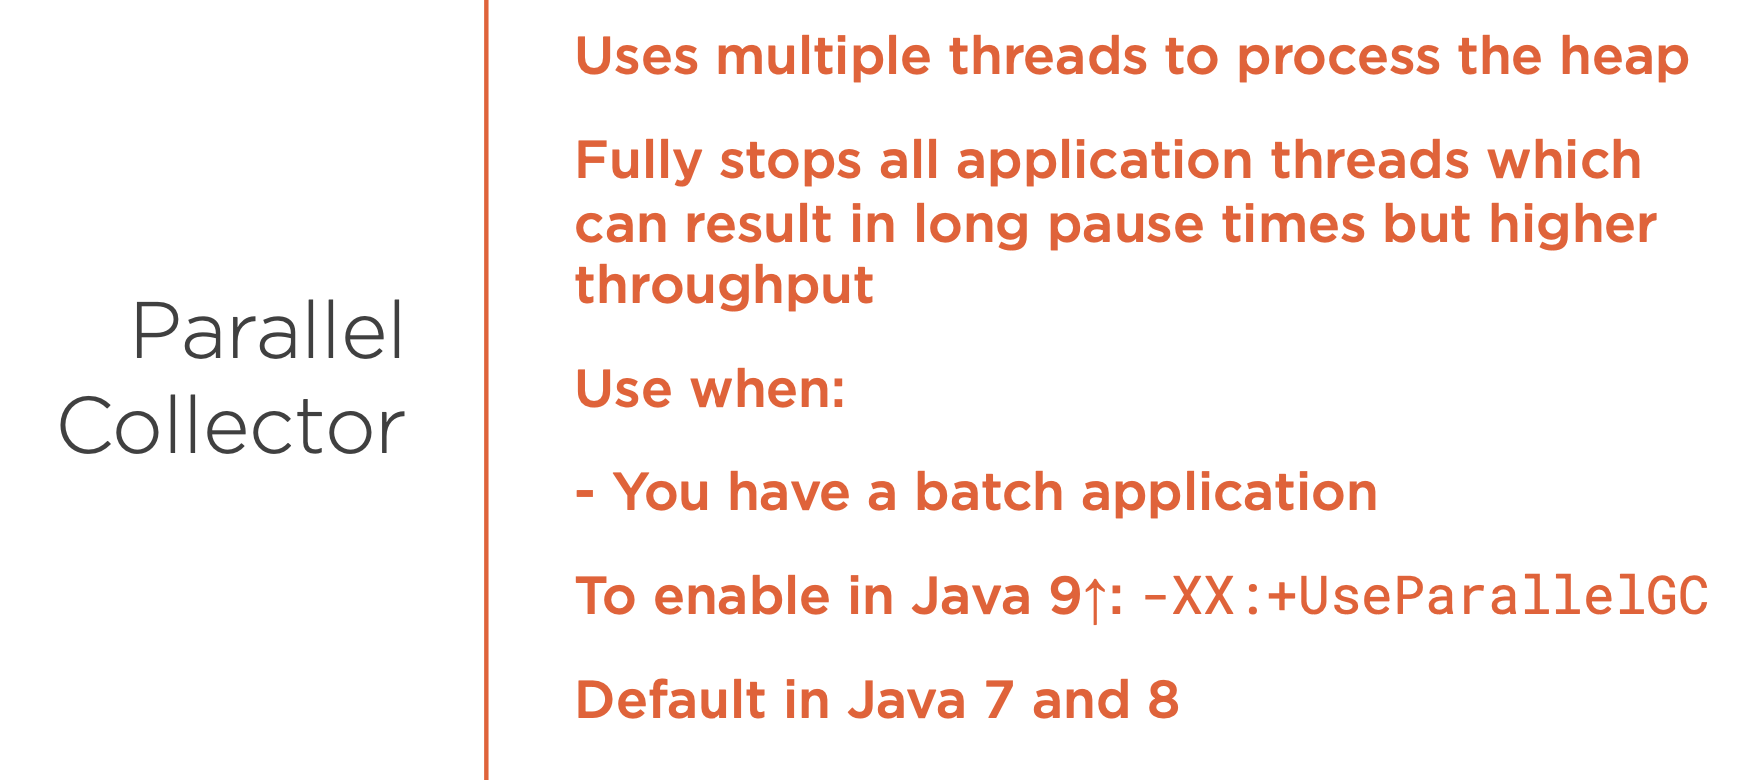 Parallel
Collector
Uses multiple threads to process the heap
Fully stops all application threads which
can result in long pause times but higher
throughput
Use when:
- You have a batch application
To enable in Java 9↑: -XX:+UseParallelGC
Default in Java 7 and 8